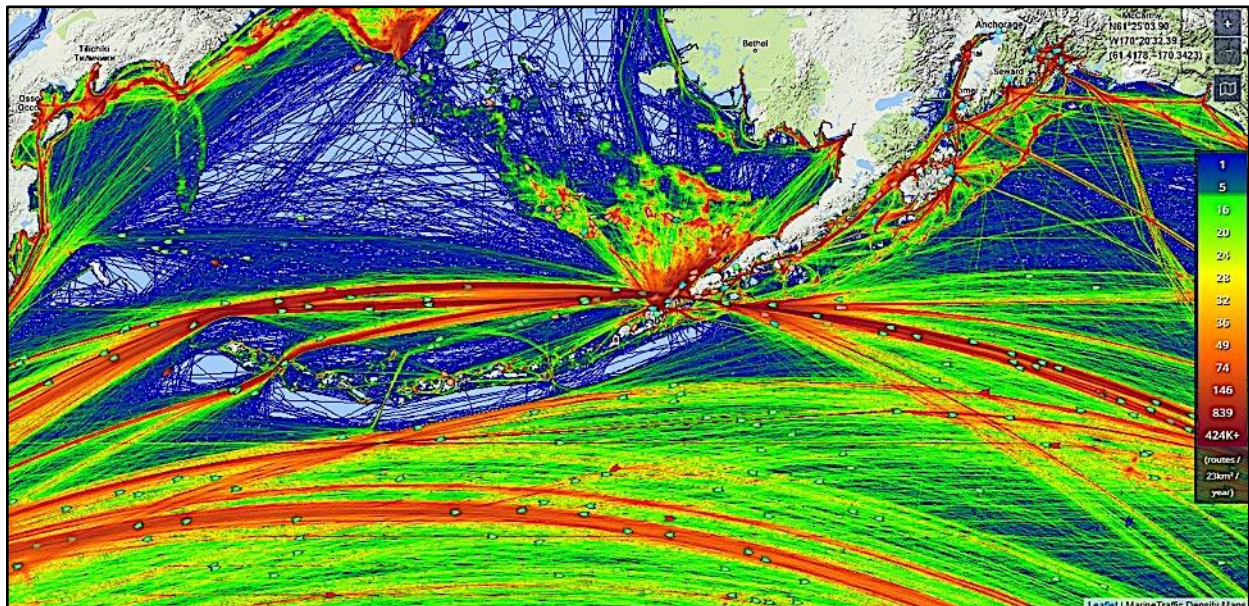 Anchorage
McCarthy
N61°25'03.90
W170°20'32.39
(61.4178, -170.3423)
Bethel
Tilichiki
Тиличики
Seward
1
5
16
20
24
28
32
36
49
74
146
839
424K+
(routes /
23km² /
year)
Leaflet | MarineTraffic Density Maps